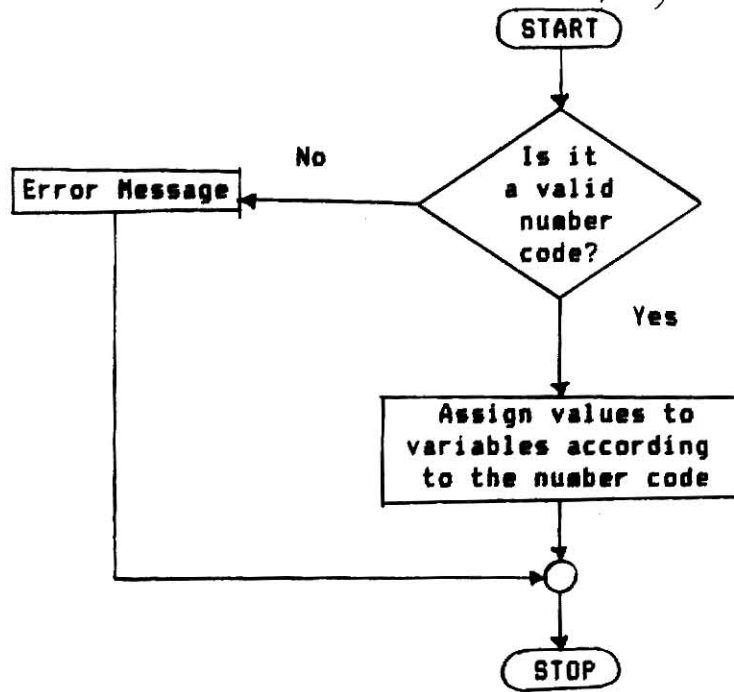 START
Is it
a valid
number
code?
No
Error Message
Yes
Assign values to
variables according
to the number code
STOP